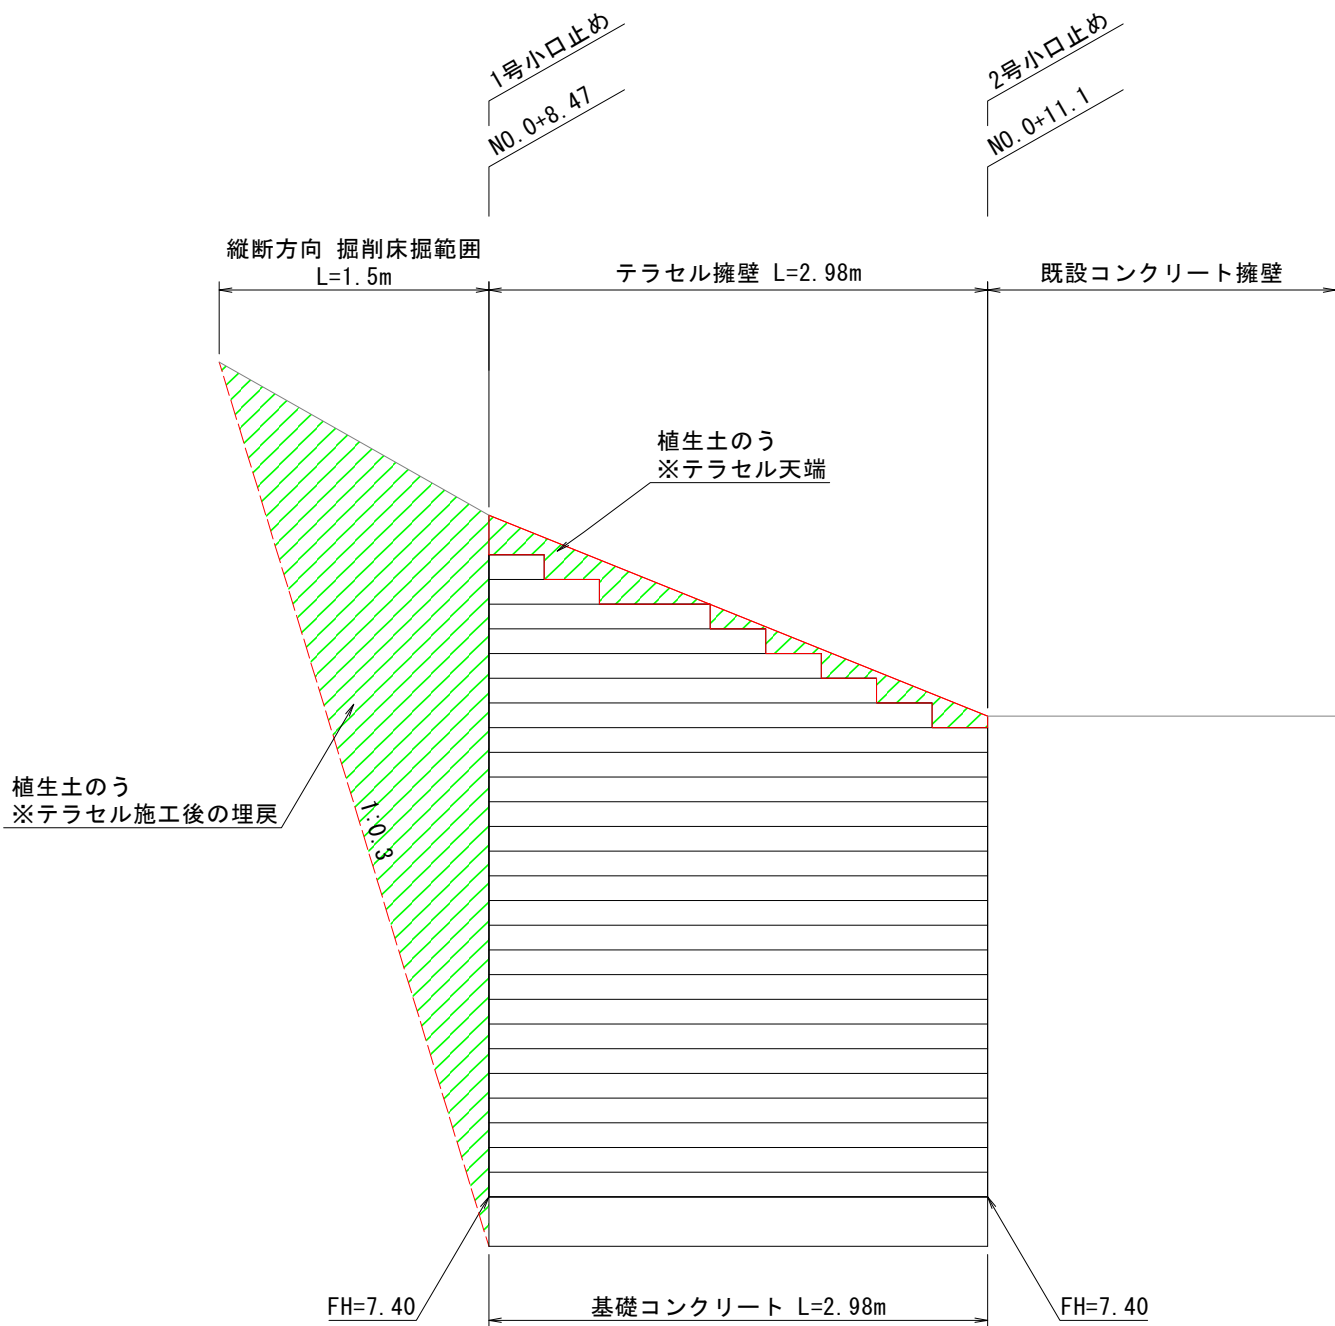 1号小口止め
NO.0+8.47
2号小口止め
NO.0+11.1
縦断方向 掘削床掘範囲
L=1.5m
テラセル擁壁 L=2.98m
既設コンクリート擁壁
植生土のう
※テラセル天端
植生土のう
※テラセル施工後の埋戻
1:0.3
FH=7.40
基礎コンクリート L=2.98m
FH=7.40